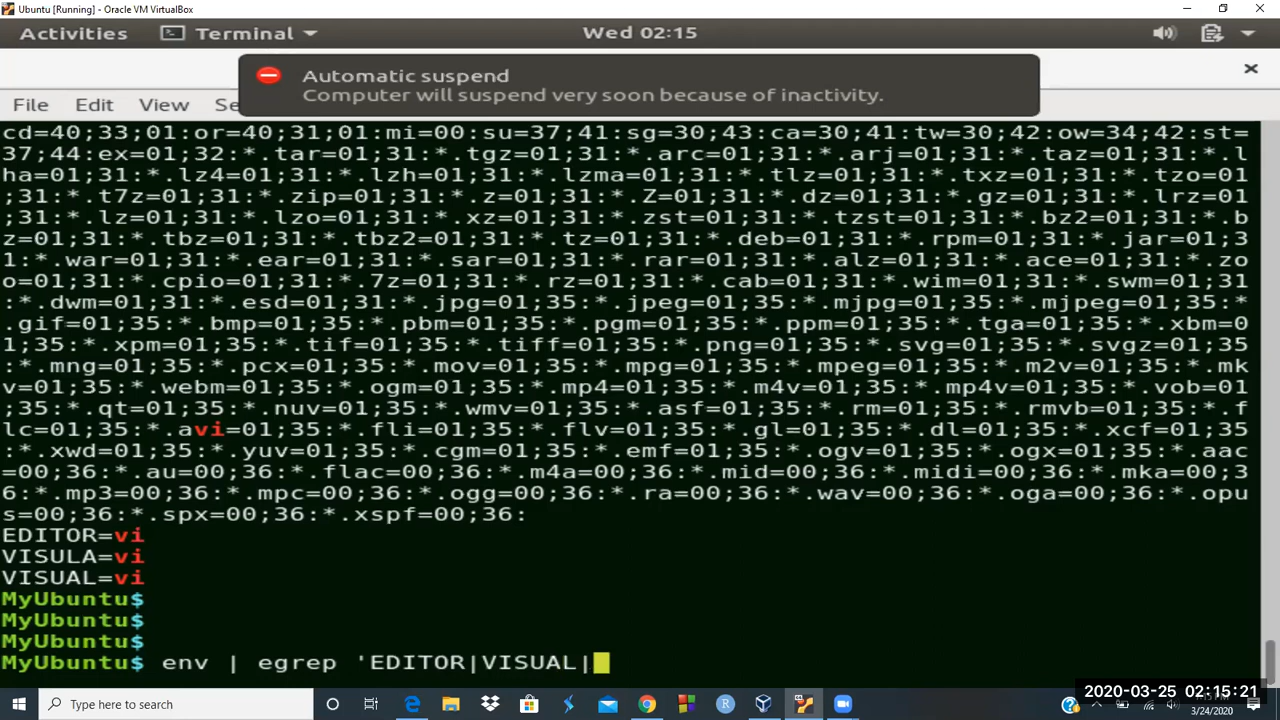 Ubuntu [Running] - Oracle VM VirtualBox
Activities Terminal Wed 02:15
Automatic suspend
Computer will suspend very soon because of inactivity.
File Edit View Se
cd=40;33;01:or=40;31;01:mi=00:su=37;41:sg=30;43:ca=30;41:tw=30;42:ow=34;42:st=
37;44:ex=01;32:*.tar=01;31:*.tgz=01;31:*.arc=01;31:*.arj=01;31:*.taz=01;31:*.l
ha=01;31:*.lz4=01;31:*.lzh=01;31:*.lzma=01;31:*.tlz=01;31:*.txz=01;31:*.tzo=01
;31:*.t7z=01;31:*.zip=01;31:*.z=01;31:*.Z=01;31:*.dz=01;31:*.gz=01;31:*.lrz=01
;31:*.lz=01;31:*.lzo=01;31:*.xz=01;31:*.zst=01;31:*.tzst=01;31:*.bz2=01;31:*.b
z=01;31:*.tbz=01;31:*.tbz2=01;31:*.tz=01;31:*.deb=01;31:*.rpm=01;31:*.jar=01;3
1:*.war=01;31:*.ear=01;31:*.sar=01;31:*.rar=01;31:*.alz=01;31:*.ace=01;31:*.zo
o=01;31:*.cpio=01;31:*.7z=01;31:*.rz=01;31:*.cab=01;31:*.wim=01;31:*.swm=01;31
:*.dwm=01;31:*.esd=01;31:*.jpg=01;35:*.jpeg=01;35:*.mjpg=01;35:*.mjpeg=01;35:*
.gif=01;35:*.bmp=01;35:*.pbm=01;35:*.pgm=01;35:*.ppm=01;35:*.tga=01;35:*.xbm=0
1;35:*.xpm=01;35:*.tif=01;35:*.tiff=01;35:*.png=01;35:*.svg=01;35:*.svgz=01;35
:*.mng=01;35:*.pcx=01;35:*.mov=01;35:*.mpg=01;35:*.mpeg=01;35:*.m2v=01;35:*.mk
v=01;35:*.webm=01;35:*.ogm=01;35:*.mp4=01;35:*.m4v=01;35:*.mp4v=01;35:*.vob=01
;35:*.qt=01;35:*.nuv=01;35:*.wmv=01;35:*.asf=01;35:*.rm=01;35:*.rmvb=01;35:*.f
lc=01;35:*.avi=01;35:*.fli=01;35:*.flv=01;35:*.gl=01;35:*.dl=01;35:*.xcf=01;35
:*.xwd=01;35:*.yuv=01;35:*.cgm=01;35:*.emf=01;35:*.ogv=01;35:*.ogx=01;35:*.aac
=00;36:*.au=00;36:*.flac=00;36:*.m4a=00;36:*.mid=00;36:*.midi=00;36:*.mka=00;3
6:*.mp3=00;36:*.mpc=00;36:*.ogg=00;36:*.ra=00;36:*.wav=00;36:*.oga=00;36:*.opu
s=00;36:*.spx=00;36:*.xspf=00;36:
EDITOR=vi
VISULA=vi
VISUAL=vi
MyUbuntu$
MyUbuntu$
MyUbuntu$
MyUbuntu$ env | egrep 'EDITOR|VISUAL|
Type here to search
2020-03-25 02:15:21
3/24/2020